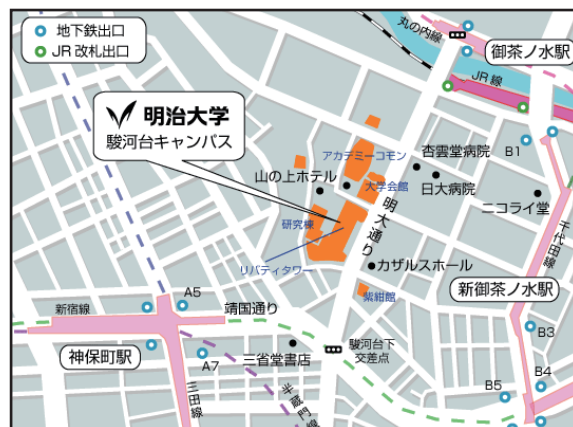 地下鉄出口
JR 改札出口
丸の内線
御茶ノ水駅
JR 線
明治大学
駿河台キャンパス
アカデミーコモン
杏雲堂病院
B1
山の上ホテル
大学会館
日大病院
ニコライ堂
研究棟
明大通り
千代田線
リバティタワー
カザルスホール
紫紺館
新御茶ノ水駅
新宿線
A5
靖国通り
神保町駅
A7
三省堂書店
駿河台下
交差点
B3
B4
B5
三田線
半蔵門線